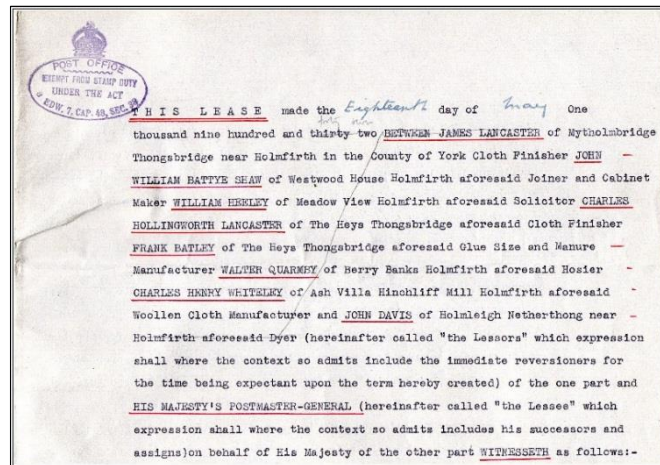 POST OFFICE
EXEMPT FROM STAMP DUTY
UNDER THE ACT
EDW. 7, CAP. 48, SEC.
THIS LEASE made the Eighteenth day of May One
thousand nine hundred and thirty two BETWEEN JAMES LANCASTER of Mytholmbridge
Thongsbridge near Holmfirth in the County of York Cloth Finisher JOHN -
WILLIAM BATTYE SHAW of Westwood House Holmfirth aforesaid Joiner and Cabinet
Maker WILLIAM HEELEY of Meadow View Holmfirth aforesaid Solicitor CHARLES
HOLLINGWORTH LANCASTER of The Heys Thongsbridge aforesaid Cloth Finisher
FRANK BATLEY of The Heys Thongsbridge aforesaid Glue Size and Manure -
Manufacturer WALTER QUARMBY of Berry Banks Holmfirth aforesaid Hosier -
CHARLES HENRY WHITELEY of Ash Villa Hinchliff Mill Holmfirth aforesaid -
Woollen Cloth Manufacturer and JOHN DAVIS of Holmleigh Netherthong near -
Holmfirth aforesaid Dyer (hereinafter called "the Lessors" which expression
shall where the context so admits include the immediate reversioners for
the time being expectant upon the term hereby created) of the one part and
HIS MAJESTY'S POSTMASTER-GENERAL (hereinafter called "the Lessee" which
expression shall where the context so admits includes his successors and
assigns)on behalf of His Majesty of the other part WITNESSETH as follows:-